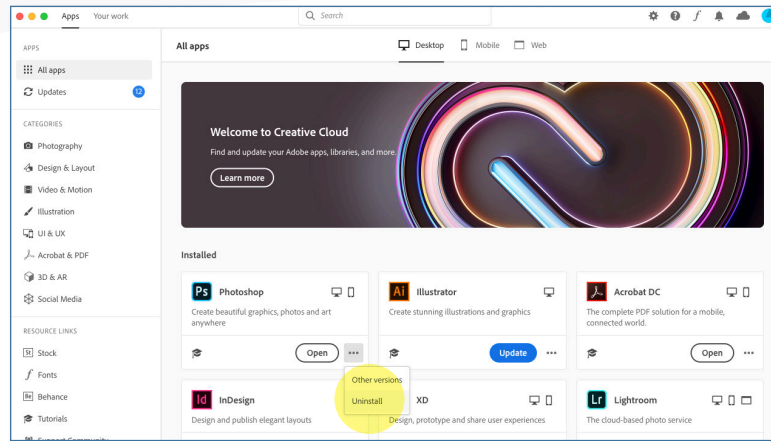 Apps Your work
Search
APPS
All apps
Updates 12
CATEGORIES
Photography
Design & Layout
Video & Motion
Illustration
UI & UX
Acrobat & PDF
3D & AR
Social Media
RESOURCE LINKS
St Stock
Fonts
Bē Behance
Tutorials
Support Community
All apps
Desktop Mobile Web
Welcome to Creative Cloud
Find and update your Adobe apps, libraries, and more.
Learn more
Installed
Ps Photoshop
Create beautiful graphics, photos and art
anywhere
Open
Other versions
Uninstall
Ai Illustrator
Create stunning illustrations and graphics
Update
Acrobat DC
The complete PDF solution for a mobile,
connected world.
Open
Id InDesign
Design and publish elegant layouts
XD
Design, prototype and share user experiences
Lr Lightroom
The cloud-based photo service